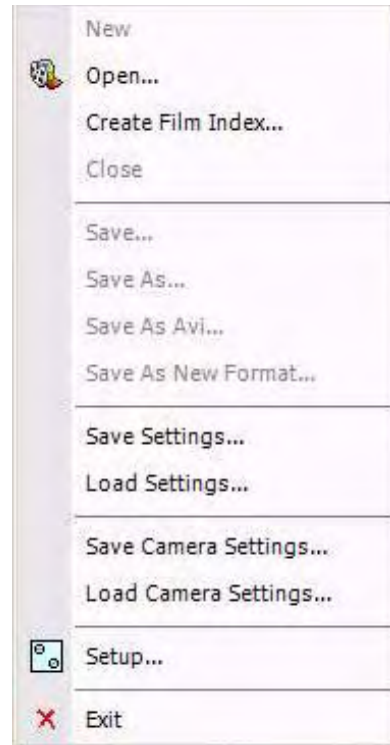 New
Open...
Create Film Index...
Close
Save...
Save As...
Save As Avi...
Save As New Format...
Save Settings...
Load Settings...
Save Camera Settings...
Load Camera Settings...
Setup...
Exit